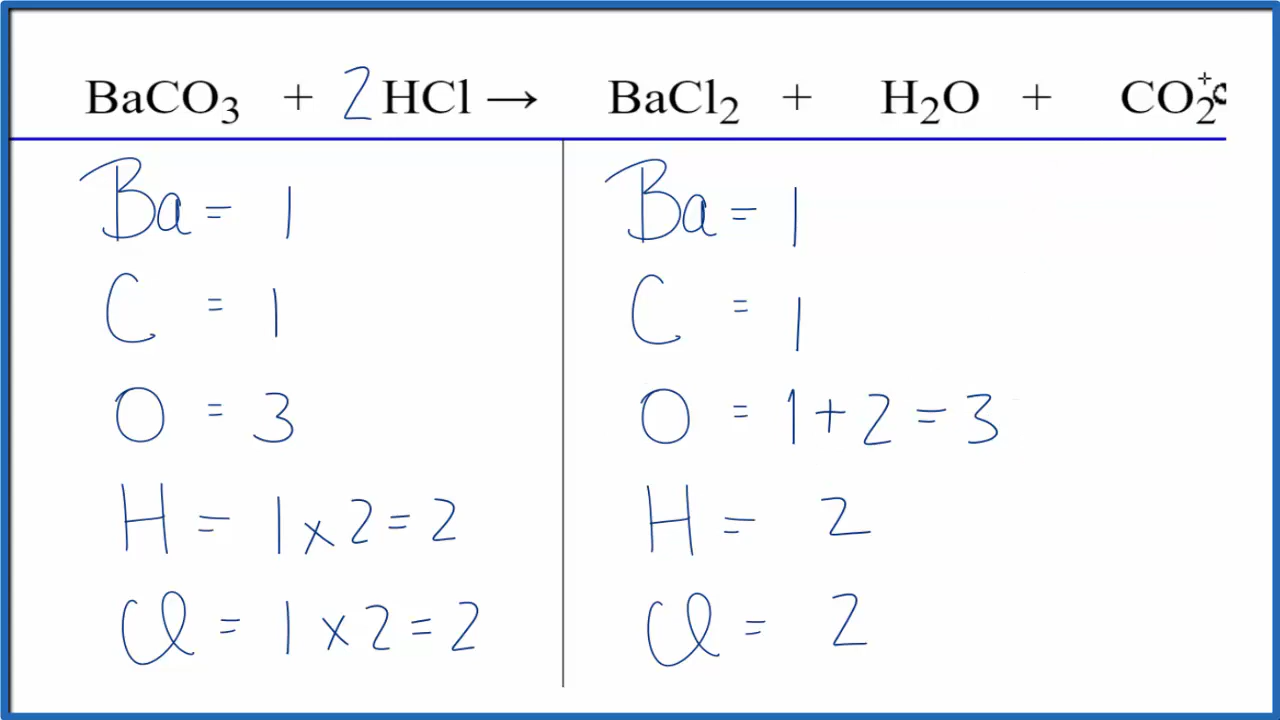 BaCO₃ + 2 HCl → BaCl₂ + H₂O + CO₂
Ba = 1
C = 1
O = 3
H = 1 x 2 = 2
Cl = 1 x 2 = 2
Ba = 1
C = 1
O = 1 + 2 = 3
H = 2
Cl = 2